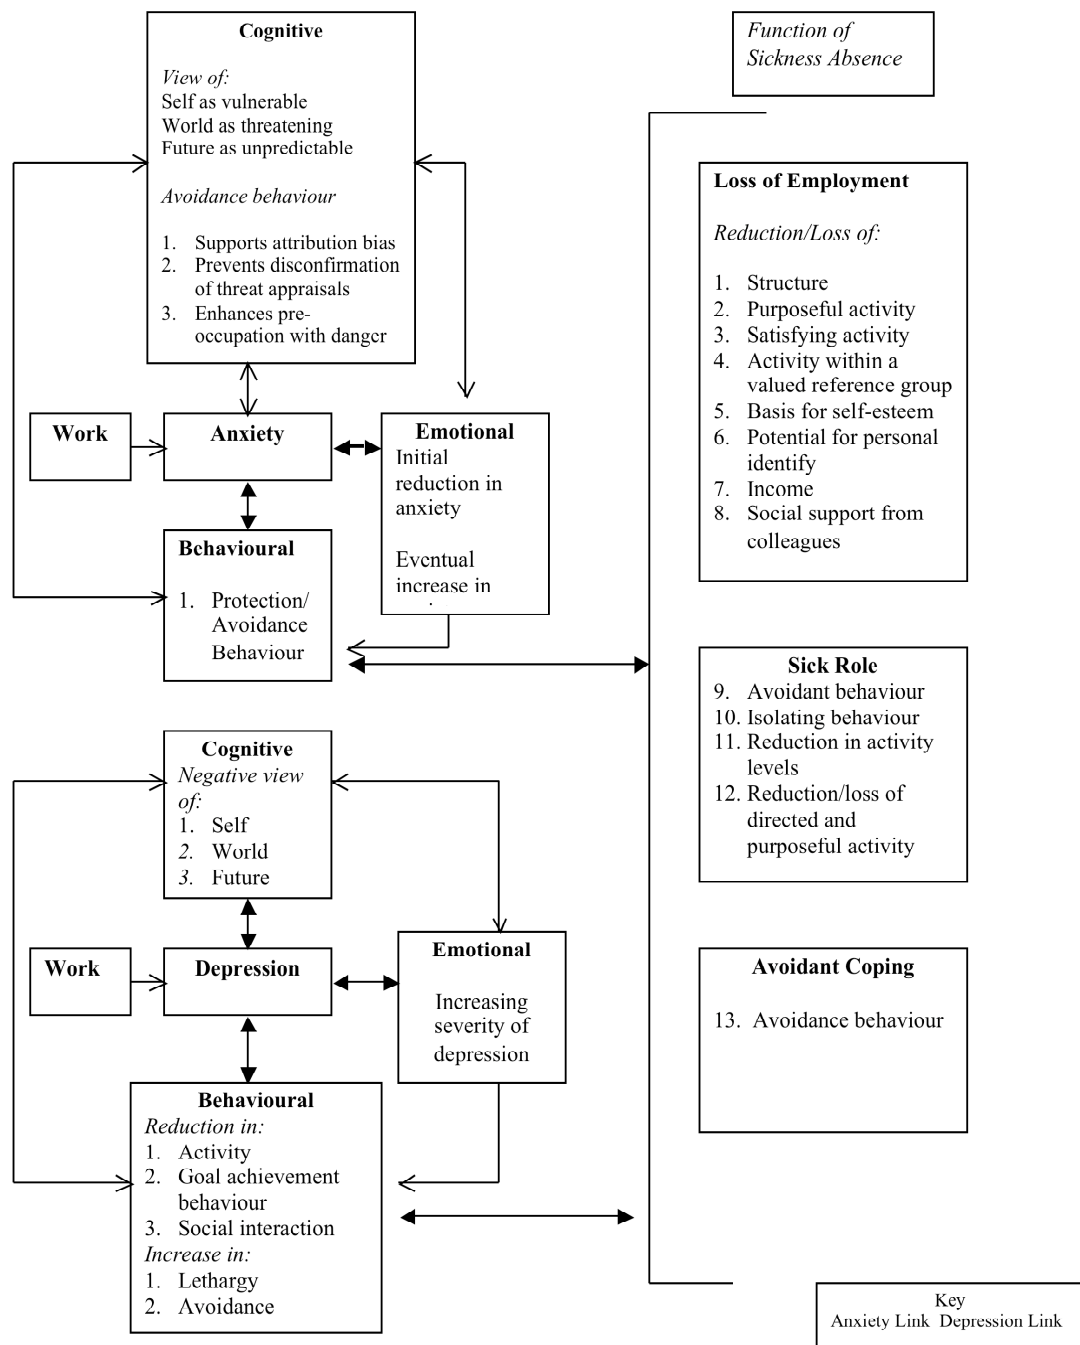 Cognitive
View of:
Self as vulnerable
World as threatening
Future as unpredictable
Avoidance behaviour
1. Supports attribution bias
2. Prevents disconfirmation
of threat appraisals
3. Enhances pre-
occupation with danger
Work
Anxiety
Emotional
Initial
reduction in
anxiety
Eventual
increase in
Behavioural
1. Protection/
Avoidance
Behaviour
Cognitive
Negative view
of:
1. Self
2. World
3. Future
Work
Depression
Emotional
Increasing
severity of
depression
Behavioural
Reduction in:
1. Activity
2. Goal achievement
behaviour
3. Social interaction
Increase in:
1. Lethargy
2. Avoidance
Function of
Sickness Absence
Loss of Employment
Reduction/Loss of:
1. Structure
2. Purposeful activity
3. Satisfying activity
4. Activity within a
valued reference group
5. Basis for self-esteem
6. Potential for personal
identify
7. Income
8. Social support from
colleagues
Sick Role
9. Avoidant behaviour
10. Isolating behaviour
11. Reduction in activity
levels
12. Reduction/loss of
directed and
purposeful activity
Avoidant Coping
13. Avoidance behaviour
Key
Anxiety Link Depression Link